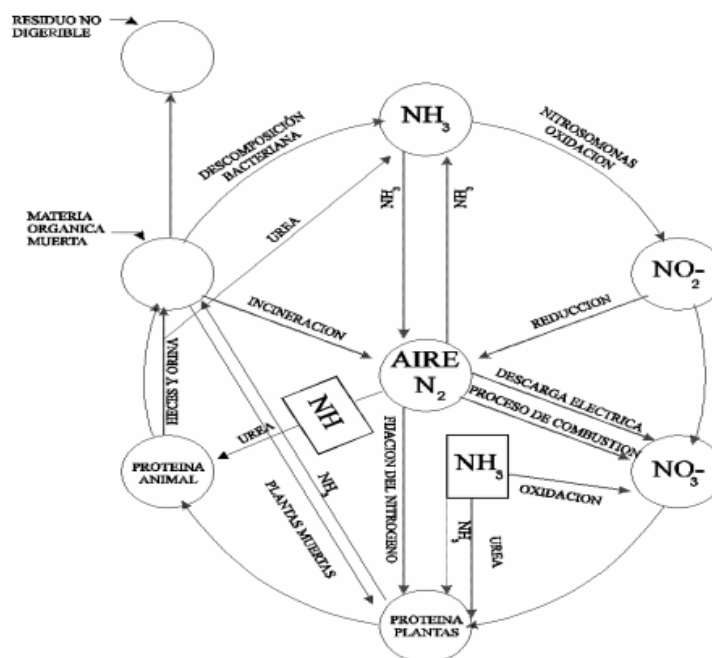 RESIDUO NO
DIGERIBLE
NH3
DESCOMPOSICIÓN
BACTERIANA
NITROSOMONAS
OXIDACION
UREA
NH3
NH3
MATERIA
ORGANICA
MUERTA
NO-2
INCINERACION
REDUCCION
AIRE
N2
DESCARGA ELECTRICA
PROCESO DE COMBUSTION
HECES Y ORINA
NH
UREA
FIJACION DEL NITROGENO
PROTEINA
ANIMAL
NH3
NO-3
OXIDACION
NH3
PLANTAS MUERTAS
NH3
UREA
PROTEINA
PLANTAS